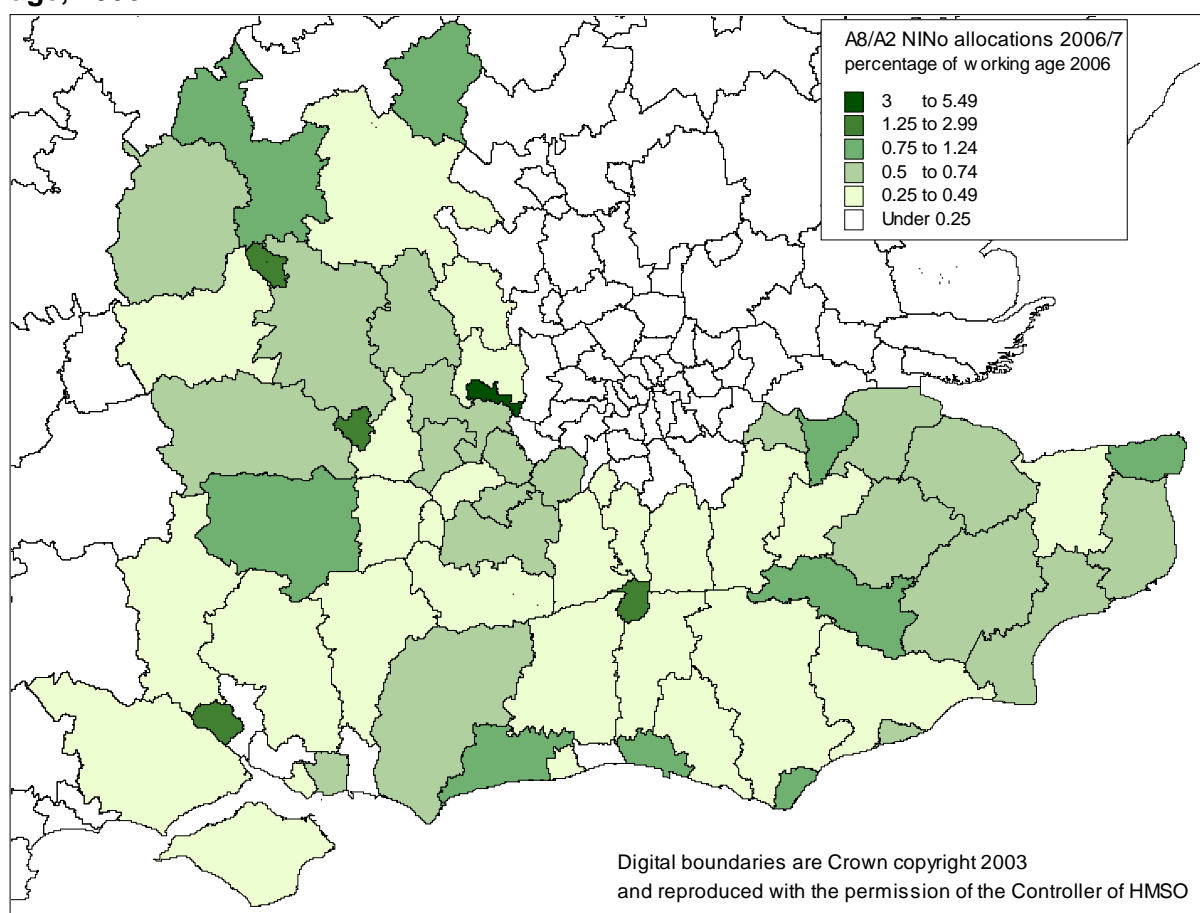 A8/A2 NINo allocations 2006/7
percentage of working age 2006
3 to 5.49
1.25 to 2.99
0.75 to 1.24
0.5 to 0.74
0.25 to 0.49
Under 0.25
Digital boundaries are Crown copyright 2003
and reproduced with the permission of the Controller of HMSO